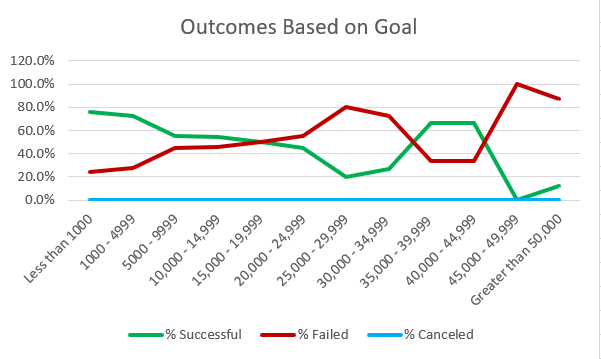 Outcomes Based on Goal
120.0%
100.0%
80.0%
60.0%
40.0%
20.0%
0.0%
Less than 1000
1000 - 4999
5000 - 9999
10,000 - 14,999
15,000 - 19,999
20,000 - 24,999
25,000 - 29,999
30,000 - 34,999
35,000 - 39,999
40,000 - 44,999
45,000 - 49,999
Greater than 50,000
% Successful
% Failed
% Canceled